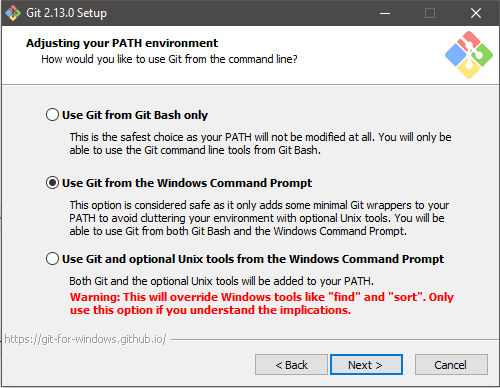 Git 2.13.0 Setup
Adjusting your PATH environment
How would you like to use Git from the command line?
Use Git from Git Bash only
This is the safest choice as your PATH will not be modified at all. You will only be
able to use the Git command line tools from Git Bash.
Use Git from the Windows Command Prompt
This option is considered safe as it only adds some minimal Git wrappers to your
PATH to avoid cluttering your environment with optional Unix tools. You will be
able to use Git from both Git Bash and the Windows Command Prompt.
Use Git and optional Unix tools from the Windows Command Prompt
Both Git and the optional Unix tools will be added to your PATH.
Warning: This will override Windows tools like "find" and "sort". Only
use this option if you understand the implications.
https://git-for-windows.github.io/
< Back Next > Cancel